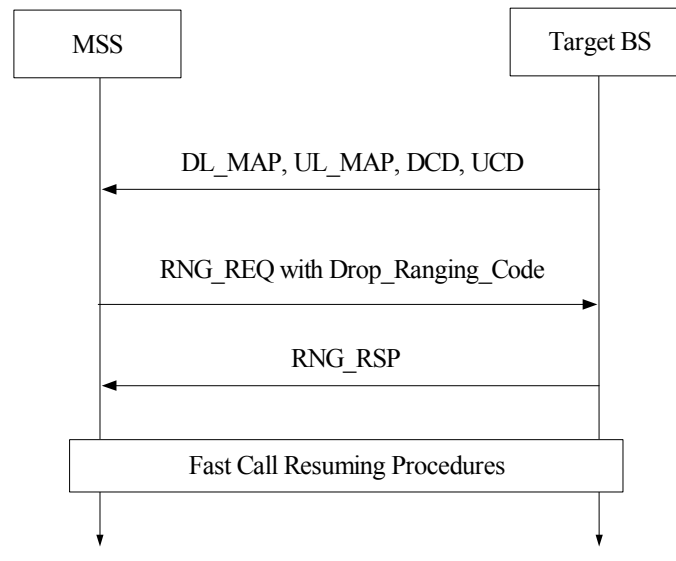 MSS
Target BS
DL_MAP, UL_MAP, DCD, UCD
RNG_REQ with Drop_Ranging_Code
RNG_RSP
Fast Call Resuming Procedures